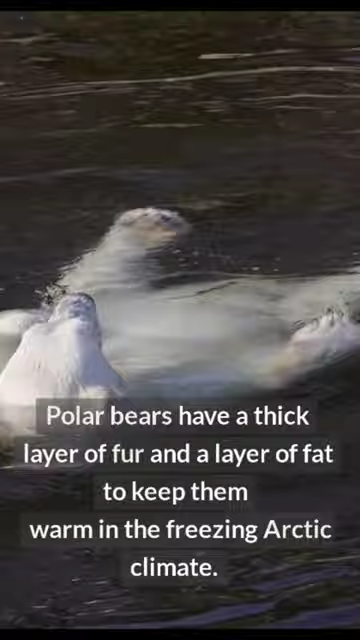 Polar bears have a thick
layer of fur and a layer of fat
to keep them
warm in the freezing Arctic
climate.